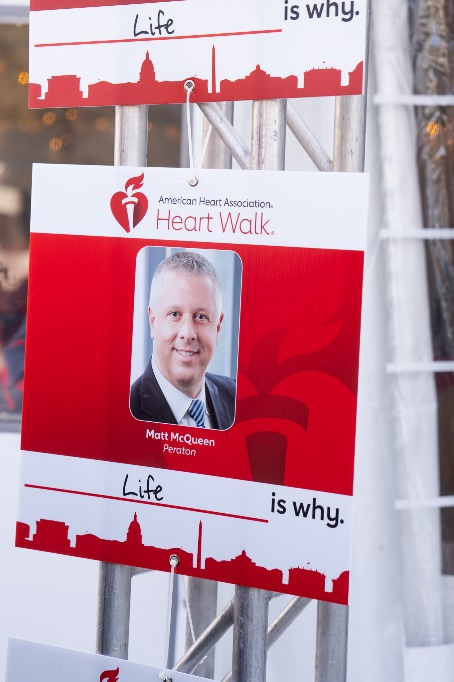 Life is why.
American Heart Association®
Heart Walk®
Matt McQueen
Peraton
Life is why.